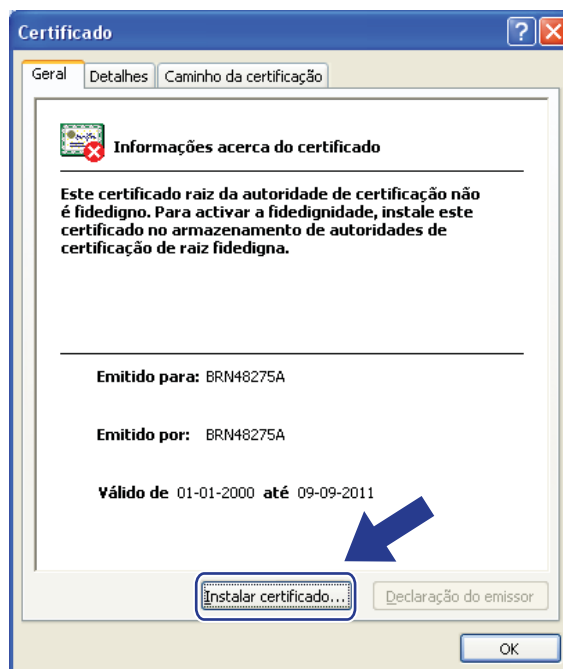 Certificado
Geral Detalhes Caminho da certificação
Informações acerca do certificado
Este certificado raiz da autoridade de certificação não
é fidedigno. Para activar a fidedignidade, instale este
certificado no armazenamento de autoridades de
certificação de raiz fidedigna.
Emitido para: BRN48275A
Emitido por: BRN48275A
Válido de 01-01-2000 até 09-09-2011
Instalar certificado... Declaração do emissor
OK